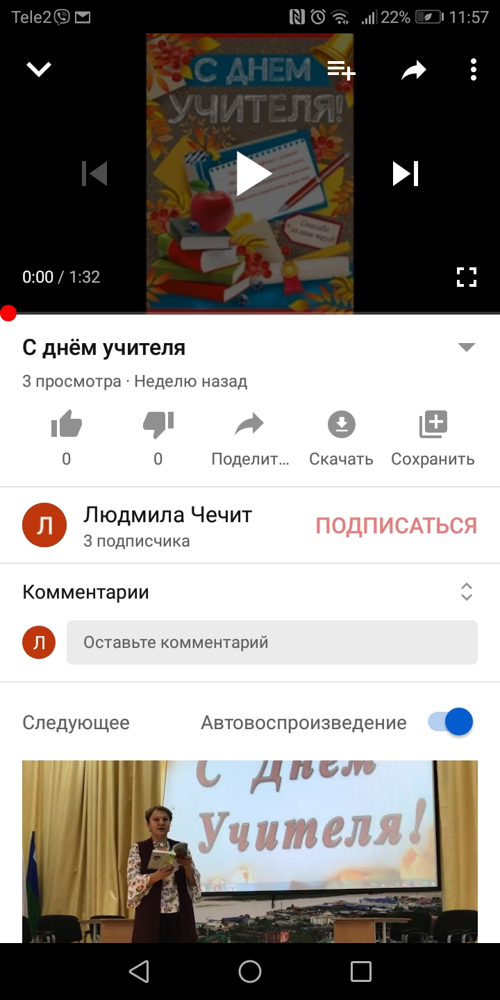 Tele2 22% 11:57
С ДНЕМ
УЧИТЕЛЯ!
Спасибо
за ваш труд!
0:00 / 1:32
С днём учителя
3 просмотра · Неделю назад
0 0 Поделит... Скачать Сохранить
Л Людмила Чечит ПОДПИСАТЬСЯ
3 подписчика
Комментарии
Л Оставьте комментарий
Следующее Автовоспроизведение
С Днём
Учителя!